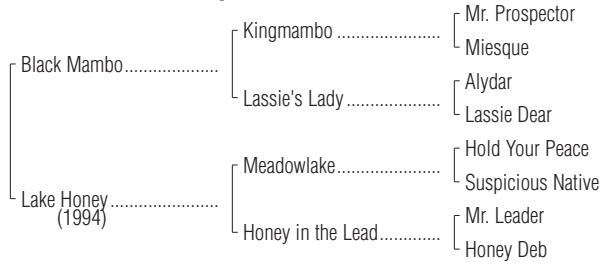 Mr. Prospector
Kingmambo ......................
Miesque
Black Mambo....................
Alydar
Lassie's Lady ....................
Lassie Dear
Hold Your Peace
Meadowlake......................
Suspicious Native
Lake Honey.......................
(1994)
Mr. Leader
Honey in the Lead.............
Honey Deb